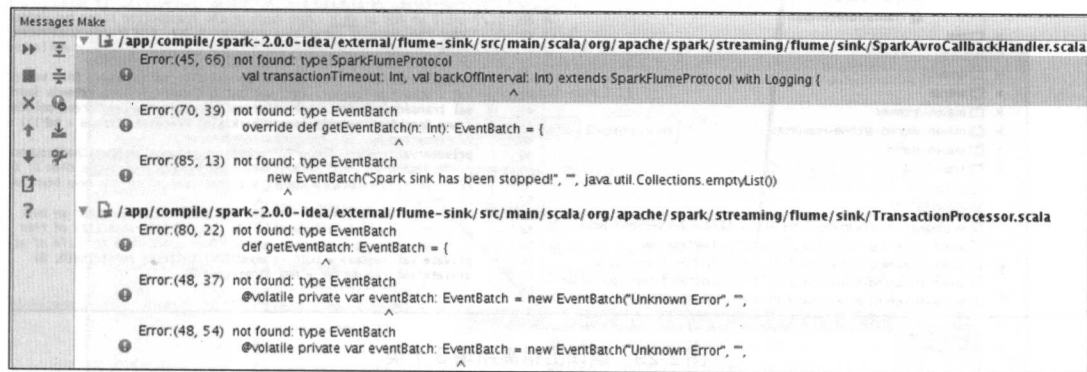 Messages Make
/app/compile/spark-2.0.0-idea/external/flume-sink/src/main/scala/org/apache/spark/streaming/flume/sink/SparkAvroCallbackHandler.scala
Error:(45, 66) not found: type SparkFlumeProtocol
val transactionTimeout: Int, val backOffInterval: Int) extends SparkFlumeProtocol with Logging {
^
Error:(70, 39) not found: type EventBatch
override def getEventBatch(n: Int): EventBatch = {
^
Error:(85, 13) not found: type EventBatch
new EventBatch("Spark sink has been stopped!", "", java.util.Collections.emptyList())
^
/app/compile/spark-2.0.0-idea/external/flume-sink/src/main/scala/org/apache/spark/streaming/flume/sink/TransactionProcessor.scala
Error:(80, 22) not found: type EventBatch
def getEventBatch: EventBatch = {
^
Error:(48, 37) not found: type EventBatch
@volatile private var eventBatch: EventBatch = new EventBatch("Unknown Error", "",
^
Error:(48, 54) not found: type EventBatch
@volatile private var eventBatch: EventBatch = new EventBatch("Unknown Error", "",
^